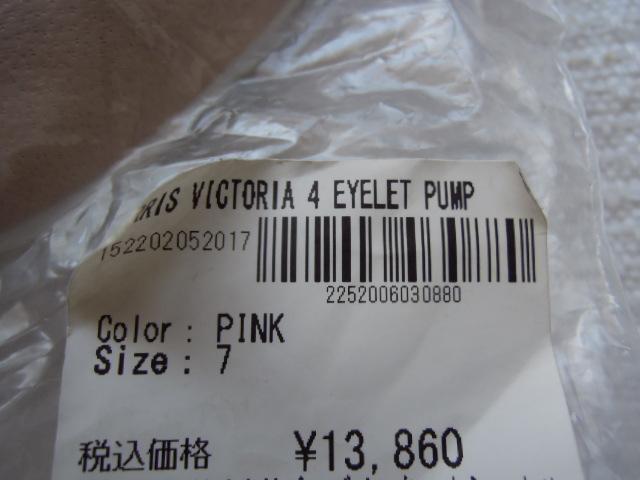 VICTORIA 4 EYELET PUMP
152202052017
2252006030880
Color: PINK
Size: 7
税込価格 ¥13,860